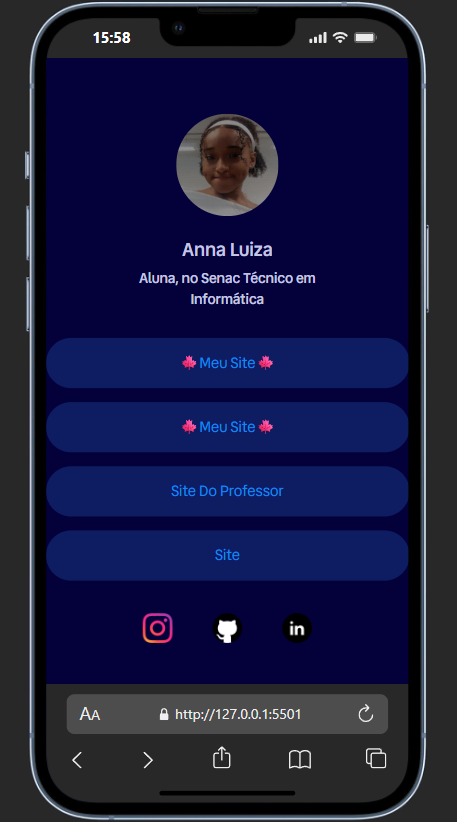 15:58
Anna Luiza
Aluna, no Senac Técnico em
Informática
🍁 Meu Site 🍁
🍁 Meu Site 🍁
Site Do Professor
Site
in
AA
http://127.0.0.1:5501